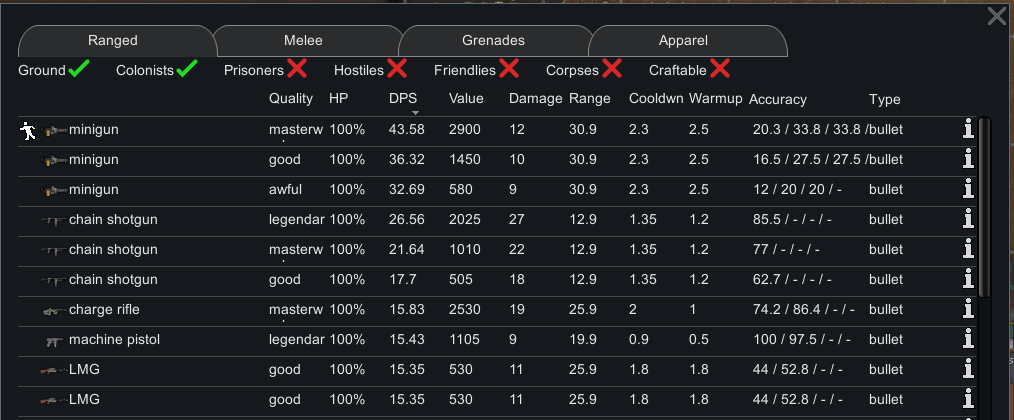 Ranged Melee Grenades Apparel
Ground Colonists Prisoners Hostiles Friendlies Corpses Craftable
Quality HP DPS Value Damage Range Cooldwn Warmup Accuracy Type
minigun masterw 100% 43.58 2900 12 30.9 2.3 2.5 20.3 / 33.8 / 33.8 / bullet
minigun good 100% 36.32 1450 10 30.9 2.3 2.5 16.5 / 27.5 / 27.5 / bullet
minigun awful 100% 32.69 580 9 30.9 2.3 2.5 12 / 20 / 20 / - bullet
chain shotgun legendar 100% 26.56 2025 27 12.9 1.35 1.2 85.5 / - / - / - bullet
chain shotgun masterw 100% 21.64 1010 22 12.9 1.35 1.2 77 / - / - / - bullet
chain shotgun good 100% 17.7 505 18 12.9 1.35 1.2 62.7 / - / - / - bullet
charge rifle masterw 100% 15.83 2530 19 25.9 2 1 74.2 / 86.4 / - / - bullet
machine pistol legendar 100% 15.43 1105 9 19.9 0.9 0.5 100 / 97.5 / - / - bullet
LMG good 100% 15.35 530 11 25.9 1.8 1.8 44 / 52.8 / - / - bullet
LMG good 100% 15.35 530 11 25.9 1.8 1.8 44 / 52.8 / - / - bullet